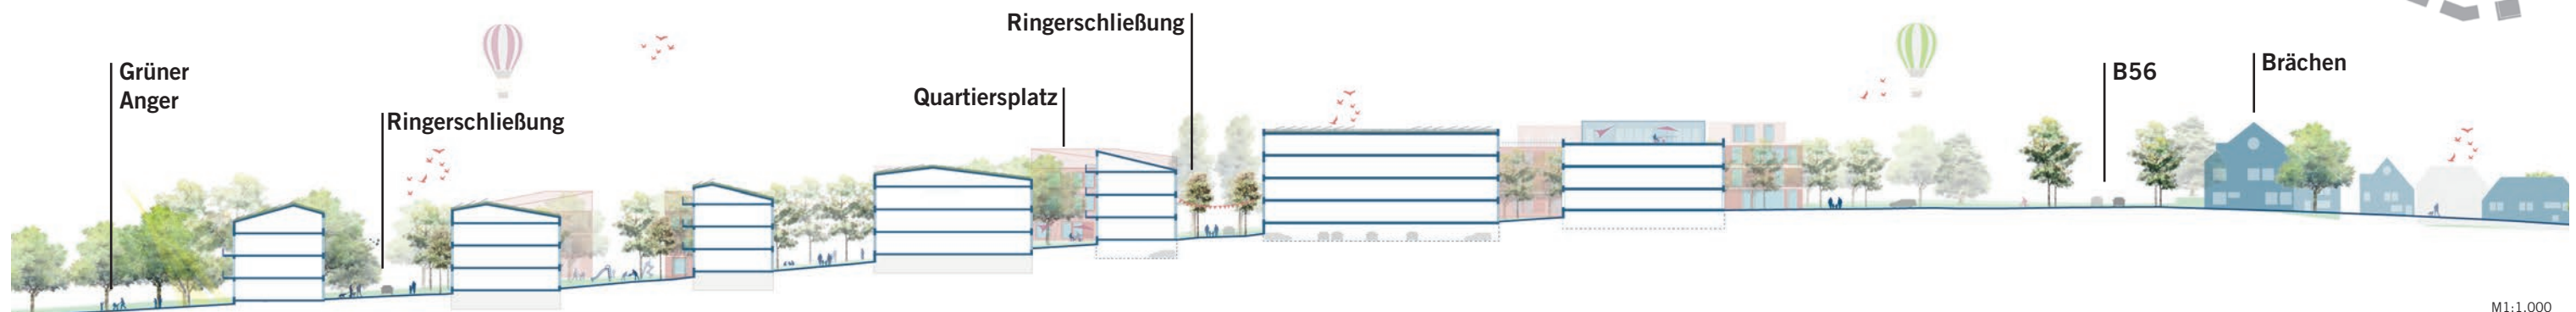 Grüner
Anger
Ringerschließung
Quartiersplatz
Ringerschließung
B56
Brächen
M1:1.000